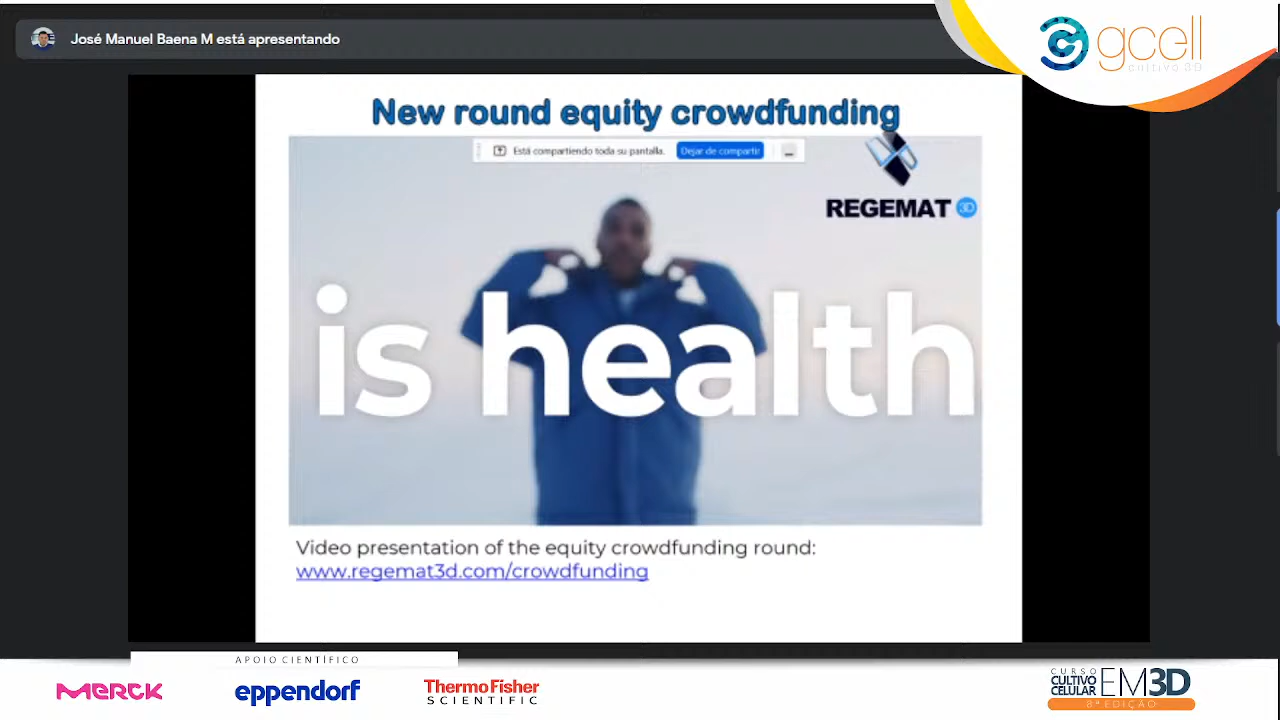 José Manuel Baena M está apresentando
gcell
cultivo 3D
New round equity crowdfunding
Está compartiendo toda su pantalla.
Dejar de compartir
REGEMAT 3D
is health
Video presentation of the equity crowdfunding round:
www.regemat3d.com/crowdfunding
APOIO CIENTÍFICO
MERCK
eppendorf
ThermoFisher
SCIENTIFIC
CURSO
CULTIVO
CELULAR
EM3D
8ª EDIÇÃO